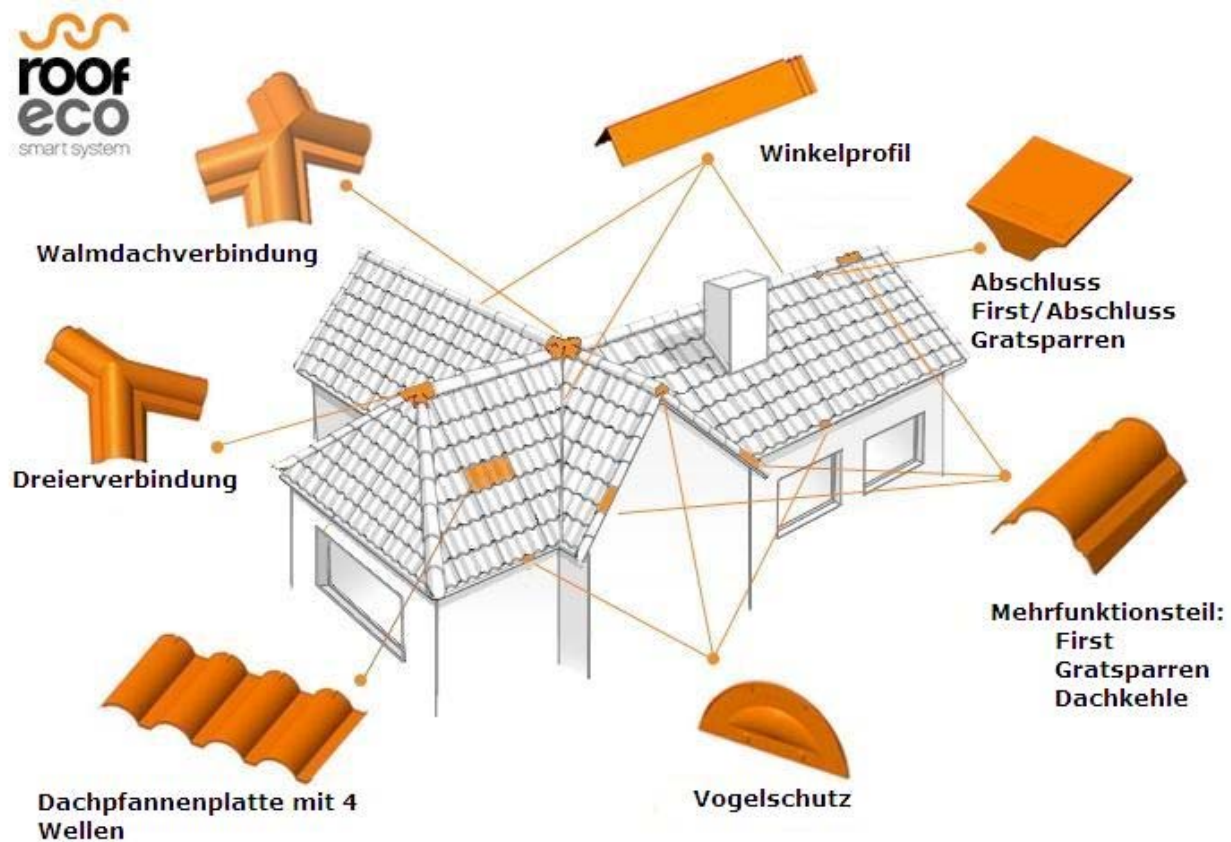 roof
eco
smart system
Winkelprofil
Walmdachverbindung
Abschluss
First/Abschluss
Gratsparren
Dreierverbindung
Mehrfunktionsteil:
First
Gratsparren
Dachkehle
Dachpfannenplatte mit 4
Wellen
Vogelschutz